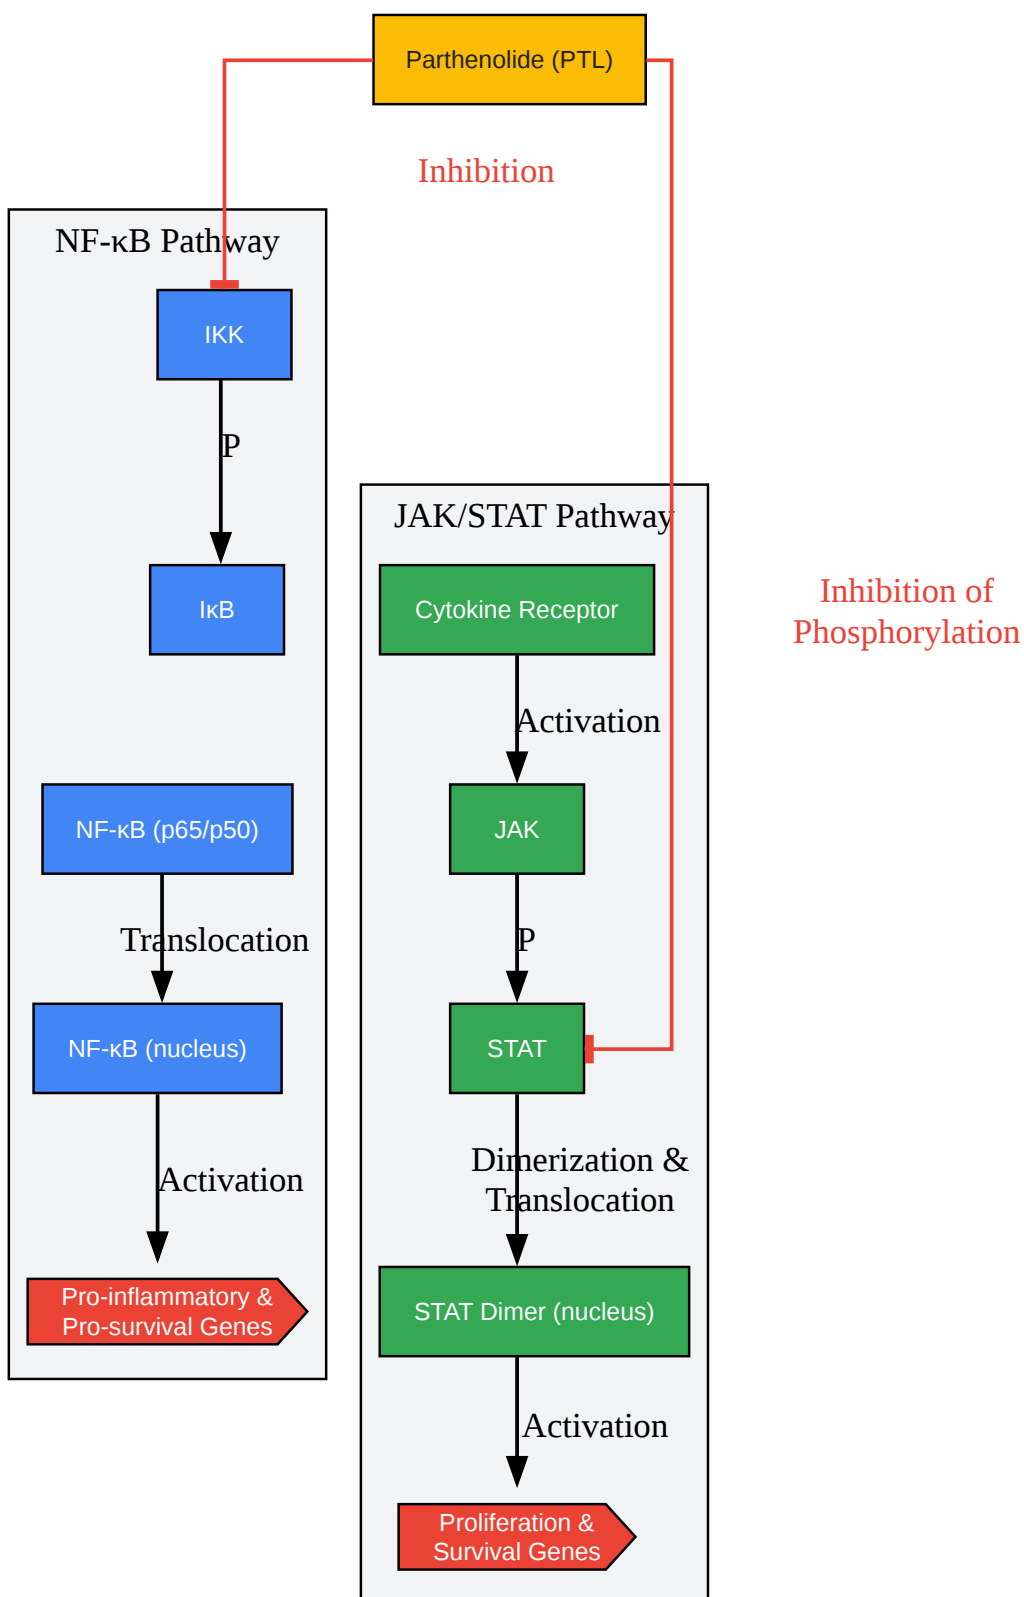 Parthenolide (PTL)
Inhibition
NF-κB Pathway
IKK
P
IκB
NF-κB (p65/p50)
Translocation
NF-κB (nucleus)
Activation
Pro-inflammatory &
Pro-survival Genes
JAK/STAT Pathway
Cytokine Receptor
Activation
JAK
P
STAT
Dimerization &
Translocation
STAT Dimer (nucleus)
Activation
Proliferation &
Survival Genes
Inhibition of
Phosphorylation